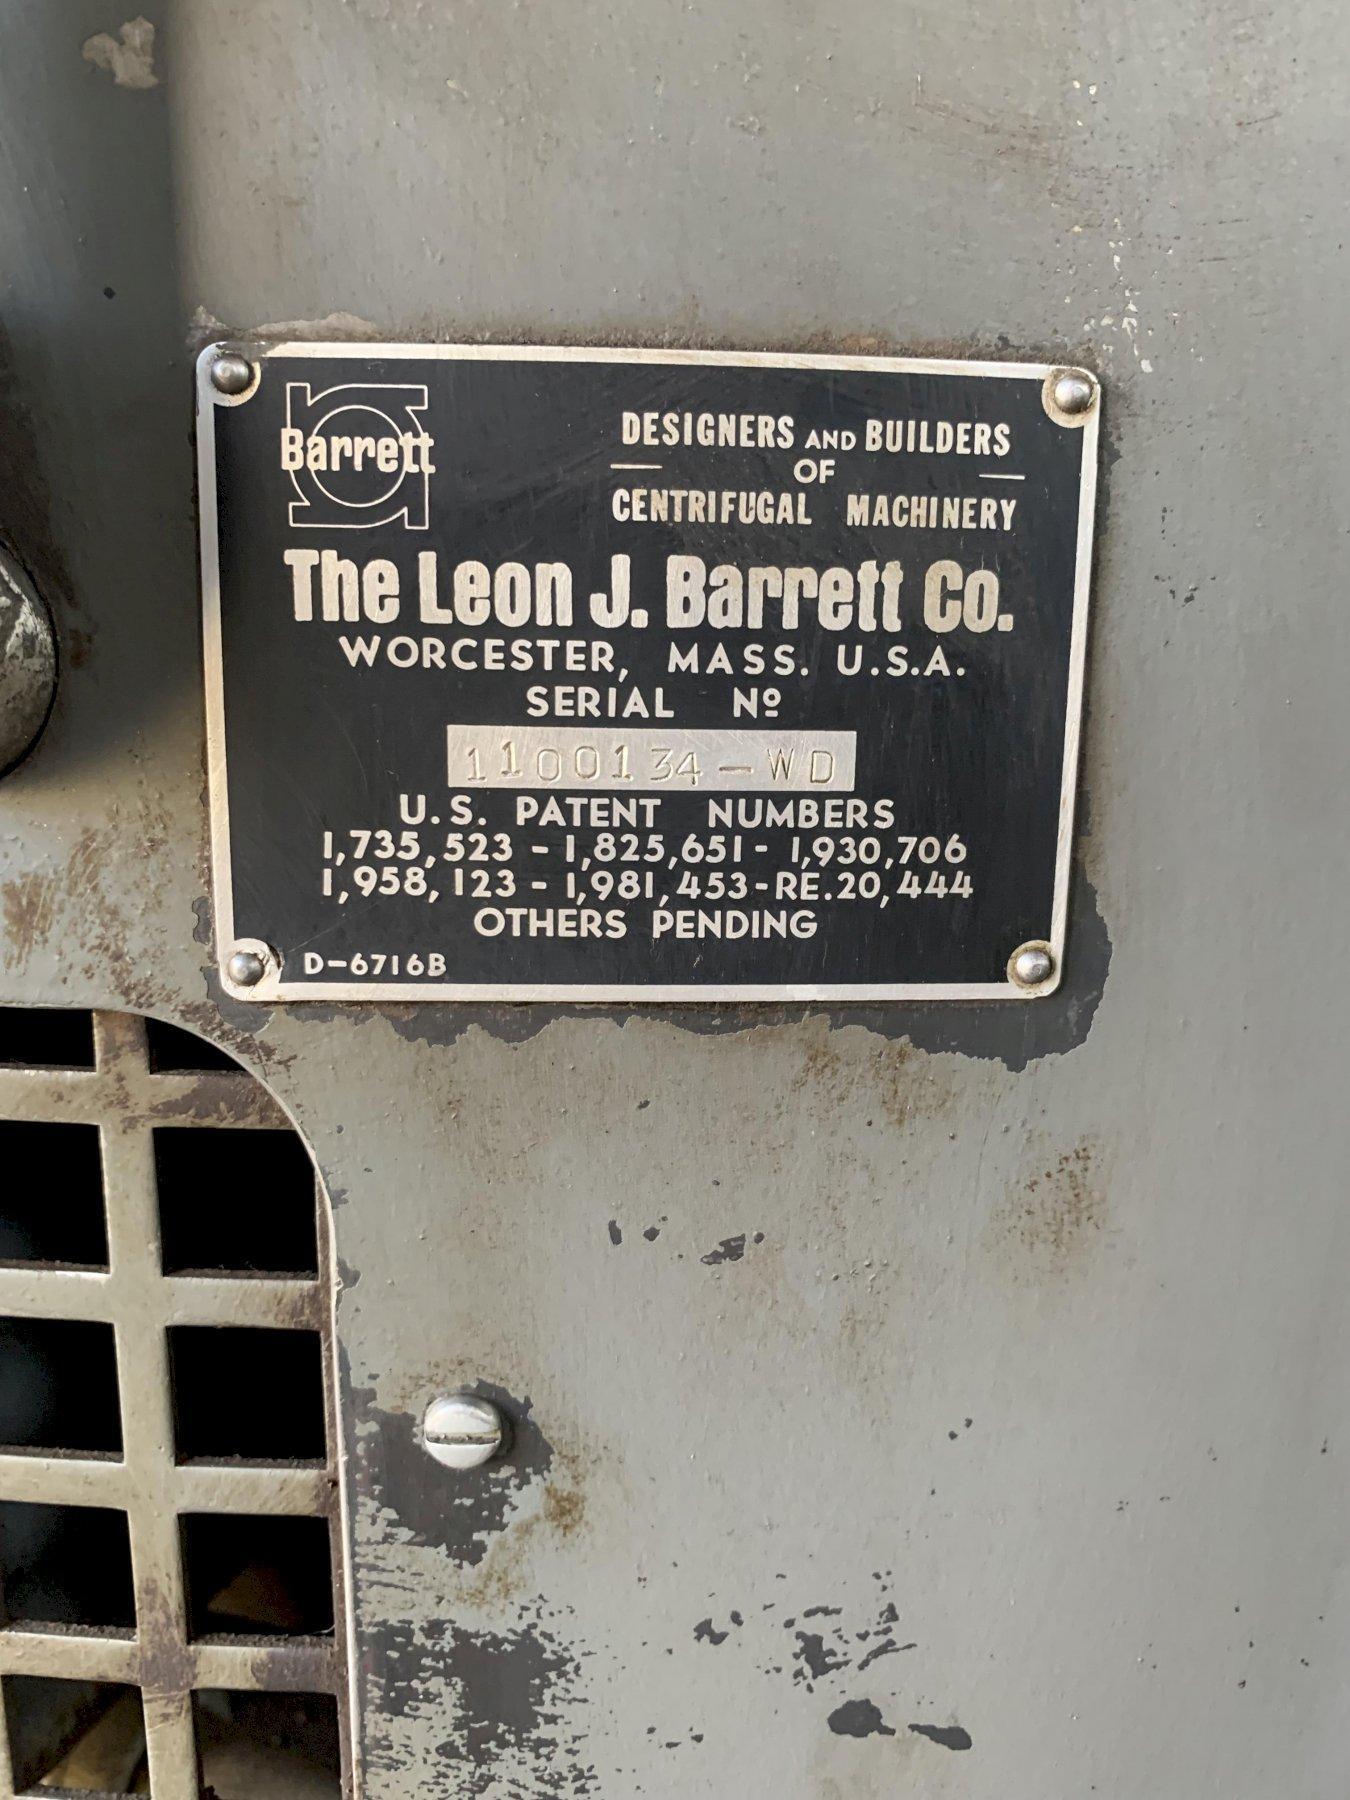 Barrett
DESIGNERS AND BUILDERS
OF
CENTRIFUGAL MACHINERY
The Leon J. Barrett Co.
WORCESTER, MASS. U.S.A.
SERIAL Nº
1100134-WD
U.S. PATENT NUMBERS
1,735,523 - 1,825,651 - 1,930,706
1,958,123 - 1,981,453 - RE.20,444
OTHERS PENDING
D-6716B